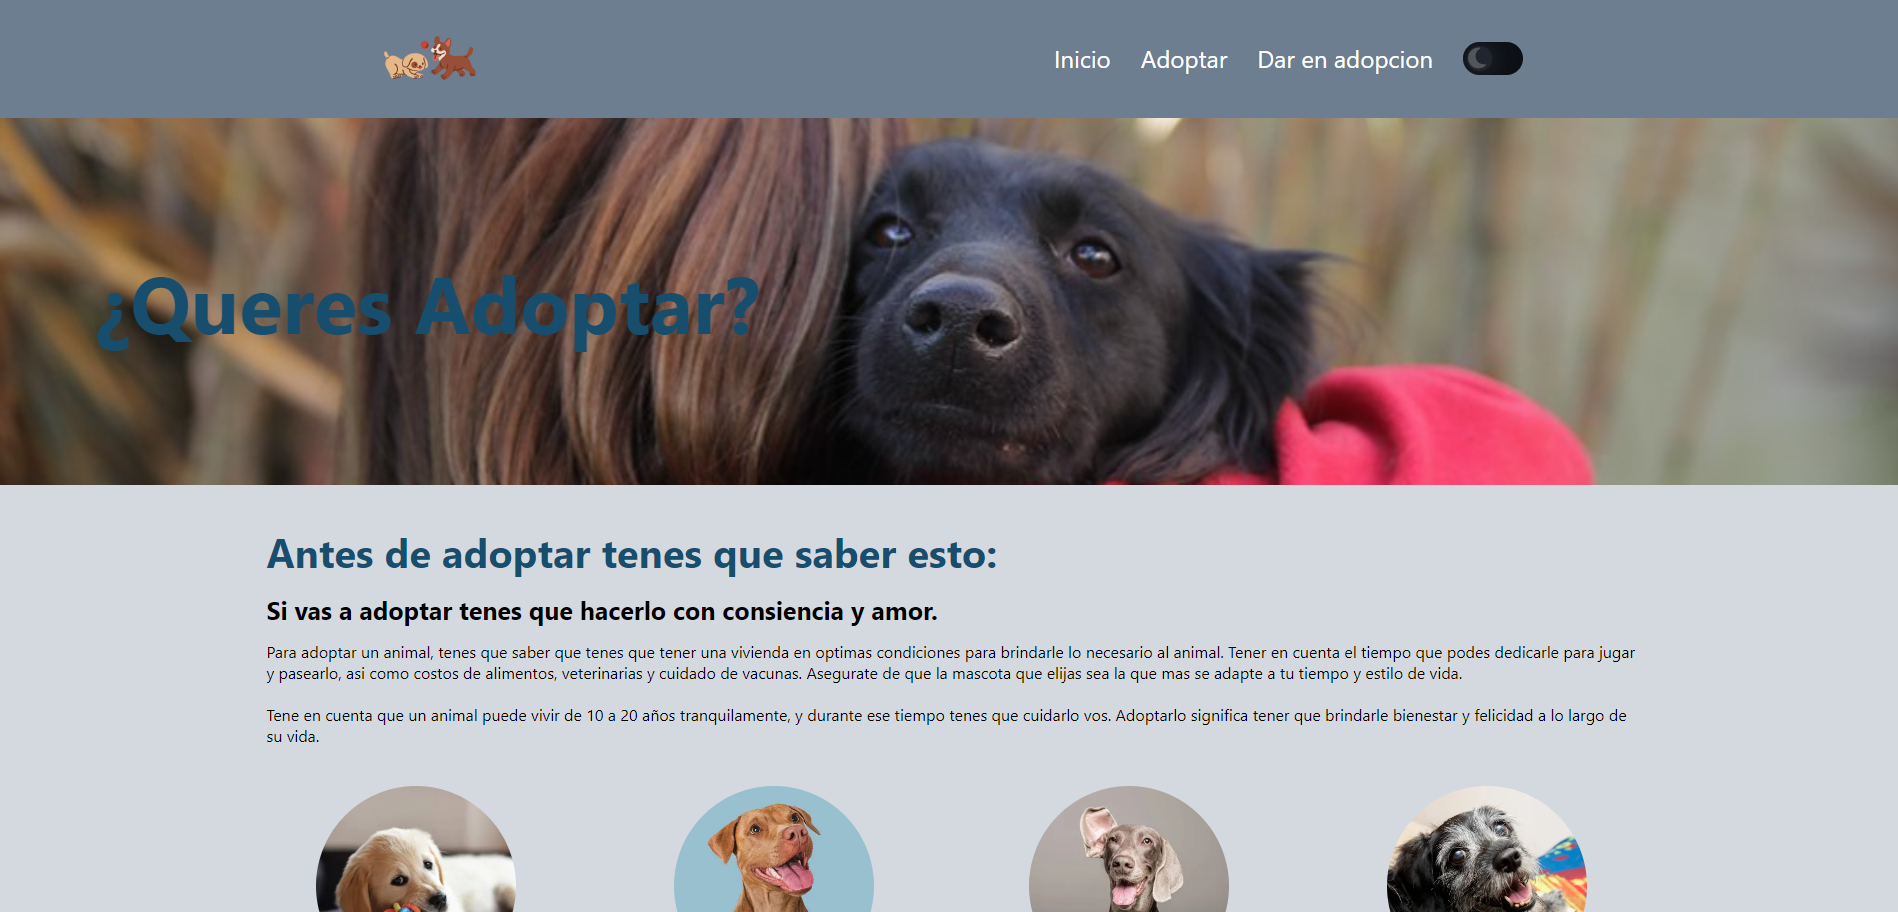 Inicio Adoptar Dar en adopcion
¿Queres Adoptar?
Antes de adoptar tenes que saber esto:
Si vas a adoptar tenes que hacerlo con consiencia y amor.
Para adoptar un animal, tenes que saber que tenes que tener una vivienda en optimas condiciones para brindarle lo necesario al animal. Tener en cuenta el tiempo que podes dedicarle para jugar
y pasearlo, asi como costos de alimentos, veterinarias y cuidado de vacunas. Asegurate de que la mascota que elijas sea la que mas se adapte a tu tiempo y estilo de vida.
Tene en cuenta que un animal puede vivir de 10 a 20 años tranquilamente, y durante ese tiempo tenes que cuidarlo vos. Adoptarlo significa tener que brindarle bienestar y felicidad a lo largo de
su vida.